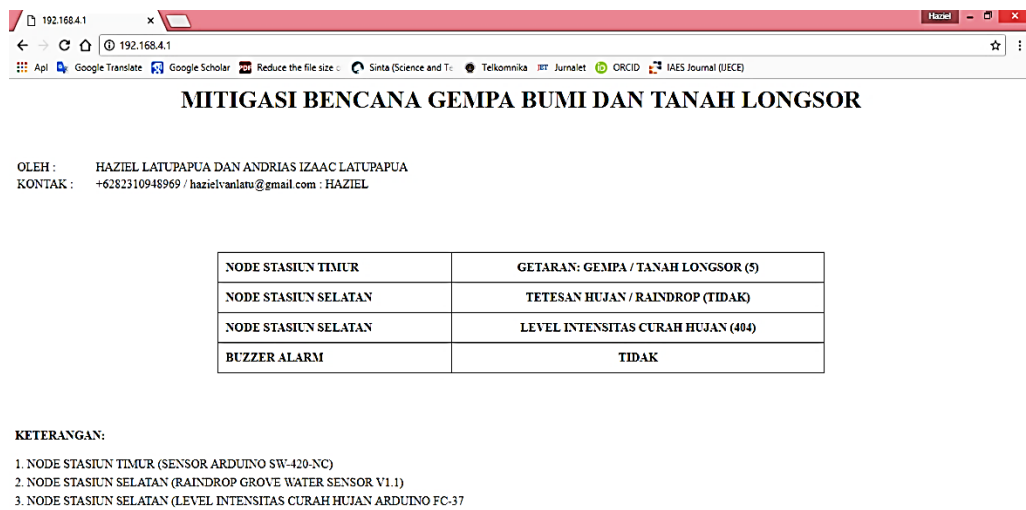 192.168.4.1
Haziel
192.168.4.1
Apl Google Translate Google Scholar Reduce the file size Sinta (Science and Te Telkomnika Jurnalet ORCID IAES Journal (IJECE)
MITIGASI BENCANA GEMPA BUMI DAN TANAH LONGSOR
OLEH : HAZIEL LATUPAPUA DAN ANDRIAS IZAAC LATUPAPUA
KONTAK : +6282310948969 / hazielvanlatu@gmail.com : HAZIEL
NODE STASIUN TIMUR GETARAN: GEMPA / TANAH LONGSOR (5)
NODE STASIUN SELATAN TETESAN HUJAN / RAINDROP (TIDAK)
NODE STASIUN SELATAN LEVEL INTENSITAS CURAH HUJAN (404)
BUZZER ALARM TIDAK
KETERANGAN:
1. NODE STASIUN TIMUR (SENSOR ARDUINO SW-420-NC)
2. NODE STASIUN SELATAN (RAINDROP GROVE WATER SENSOR V1.1)
3. NODE STASIUN SELATAN (LEVEL INTENSITAS CURAH HUJAN ARDUINO FC-37